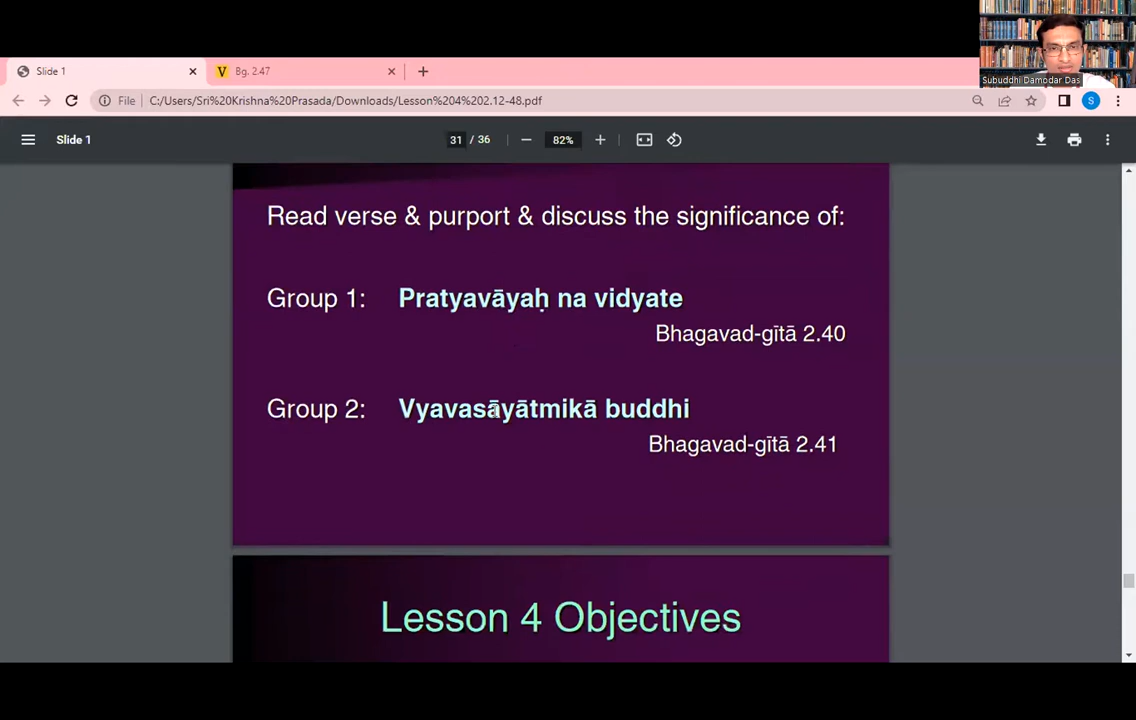 Subuddhi Damodar Das
Slide 1
V Bg. 2.47
File C:/Users/Sri%20Krishna%20Prasada/Downloads/Lesson%204%202.12-48.pdf
S
Slide 1
31 / 36
82%
Read verse & purport & discuss the significance of:
Group 1: Pratyavāyaḥ na vidyate
Bhagavad-gītā 2.40
Group 2: Vyavasāyātmikā buddhi
Bhagavad-gītā 2.41
Lesson 4 Objectives